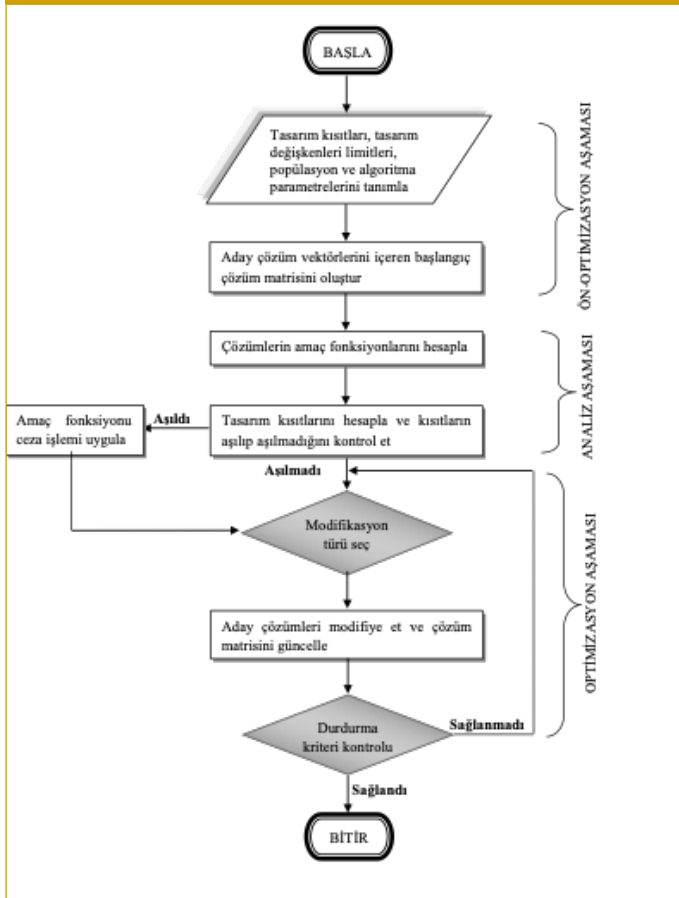 BAŞLA
Tasarım kısıtları, tasarım
değişkenleri limitleri,
popülasyon ve algoritma
parametrelerini tanımla
Aday çözüm vektörlerini içeren başlangıç
çözüm matrisini oluştur
ÖN-OPTİMİZASYON AŞAMASI
Çözümlerin amaç fonksiyonlarını hesapla
Amaç fonksiyonu
ceza işlemi uygula
Aşıldı
Tasarım kısıtlarını hesapla ve kısıtların
aşılıp aşılmadığını kontrol et
ANALİZ AŞAMASI
Aşılmadı
Modifikasyon
türü seç
Aday çözümleri modifiye et ve çözüm
matrisini güncelle
OPTİMİZASYON AŞAMASI
Durdurma
kriteri kontrolu
Sağlanmadı
Sağlandı
BİTİR